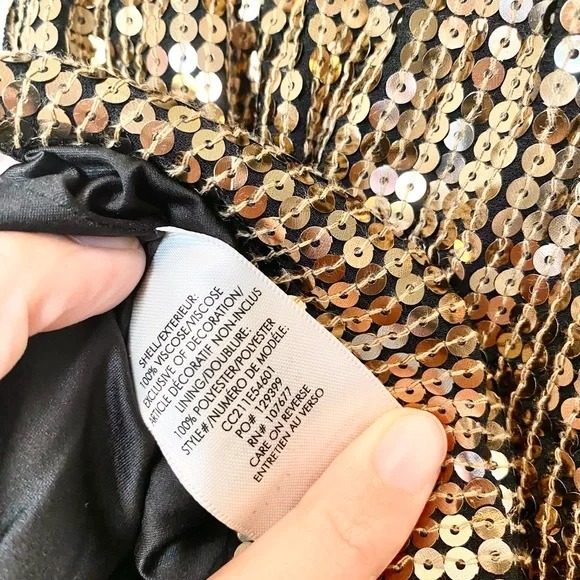 SHELL/EXTERIEUR:
100% VISCOSE/VISCOSE
EXCLUSIVE OF DECORATION/
ARTICLE DÉCORATIF NON-INCLUS
LINING/DOUBLURE:
100% POLYESTER/POLYESTER
STYLE#/NUMERO DE MODÈLE:
CC211E54601
PO# 129399
RN# 107677
CARE ON REVERSE
ENTRETIEN AU VERSO